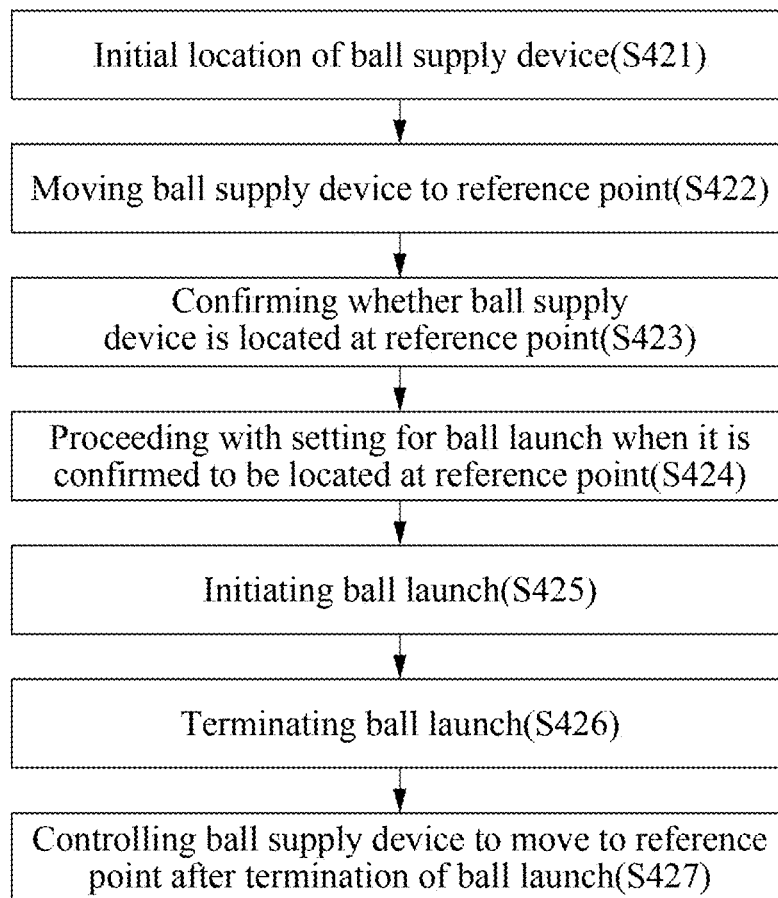 Initial location of ball supply device(S421)
Moving ball supply device to reference point(S422)
Confirming whether ball supply
device is located at reference point(S423)
Proceeding with setting for ball launch when it is
confirmed to be located at reference point(S424)
Initiating ball launch(S425)
Terminating ball launch(S426)
Controlling ball supply device to move to reference
point after termination of ball launch(S427)